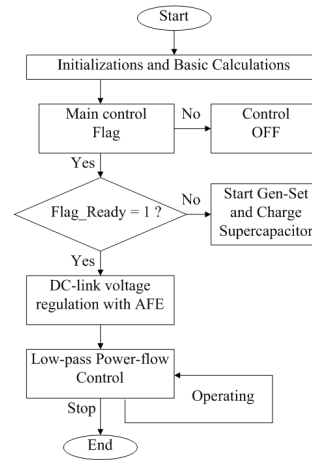 Start
Initializations and Basic Calculations
Main control
Flag
No
Control
OFF
Yes
Flag_Ready = 1 ?
No
Start Gen-Set
and Charge
Supercapacitor
Yes
DC-link voltage
regulation with AFE
Low-pass Power-flow
Control
Operating
Stop
End